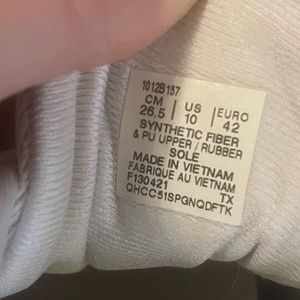 1012B157
CM US EURO
26.5 10 42
SYNTHETIC FIBER
& PU UPPER / RUBBER
SOLE
MADE IN VIETNAM
FABRIQUE AU VIETNAM
F130421 TX
QHCC51SPGNQDFTK